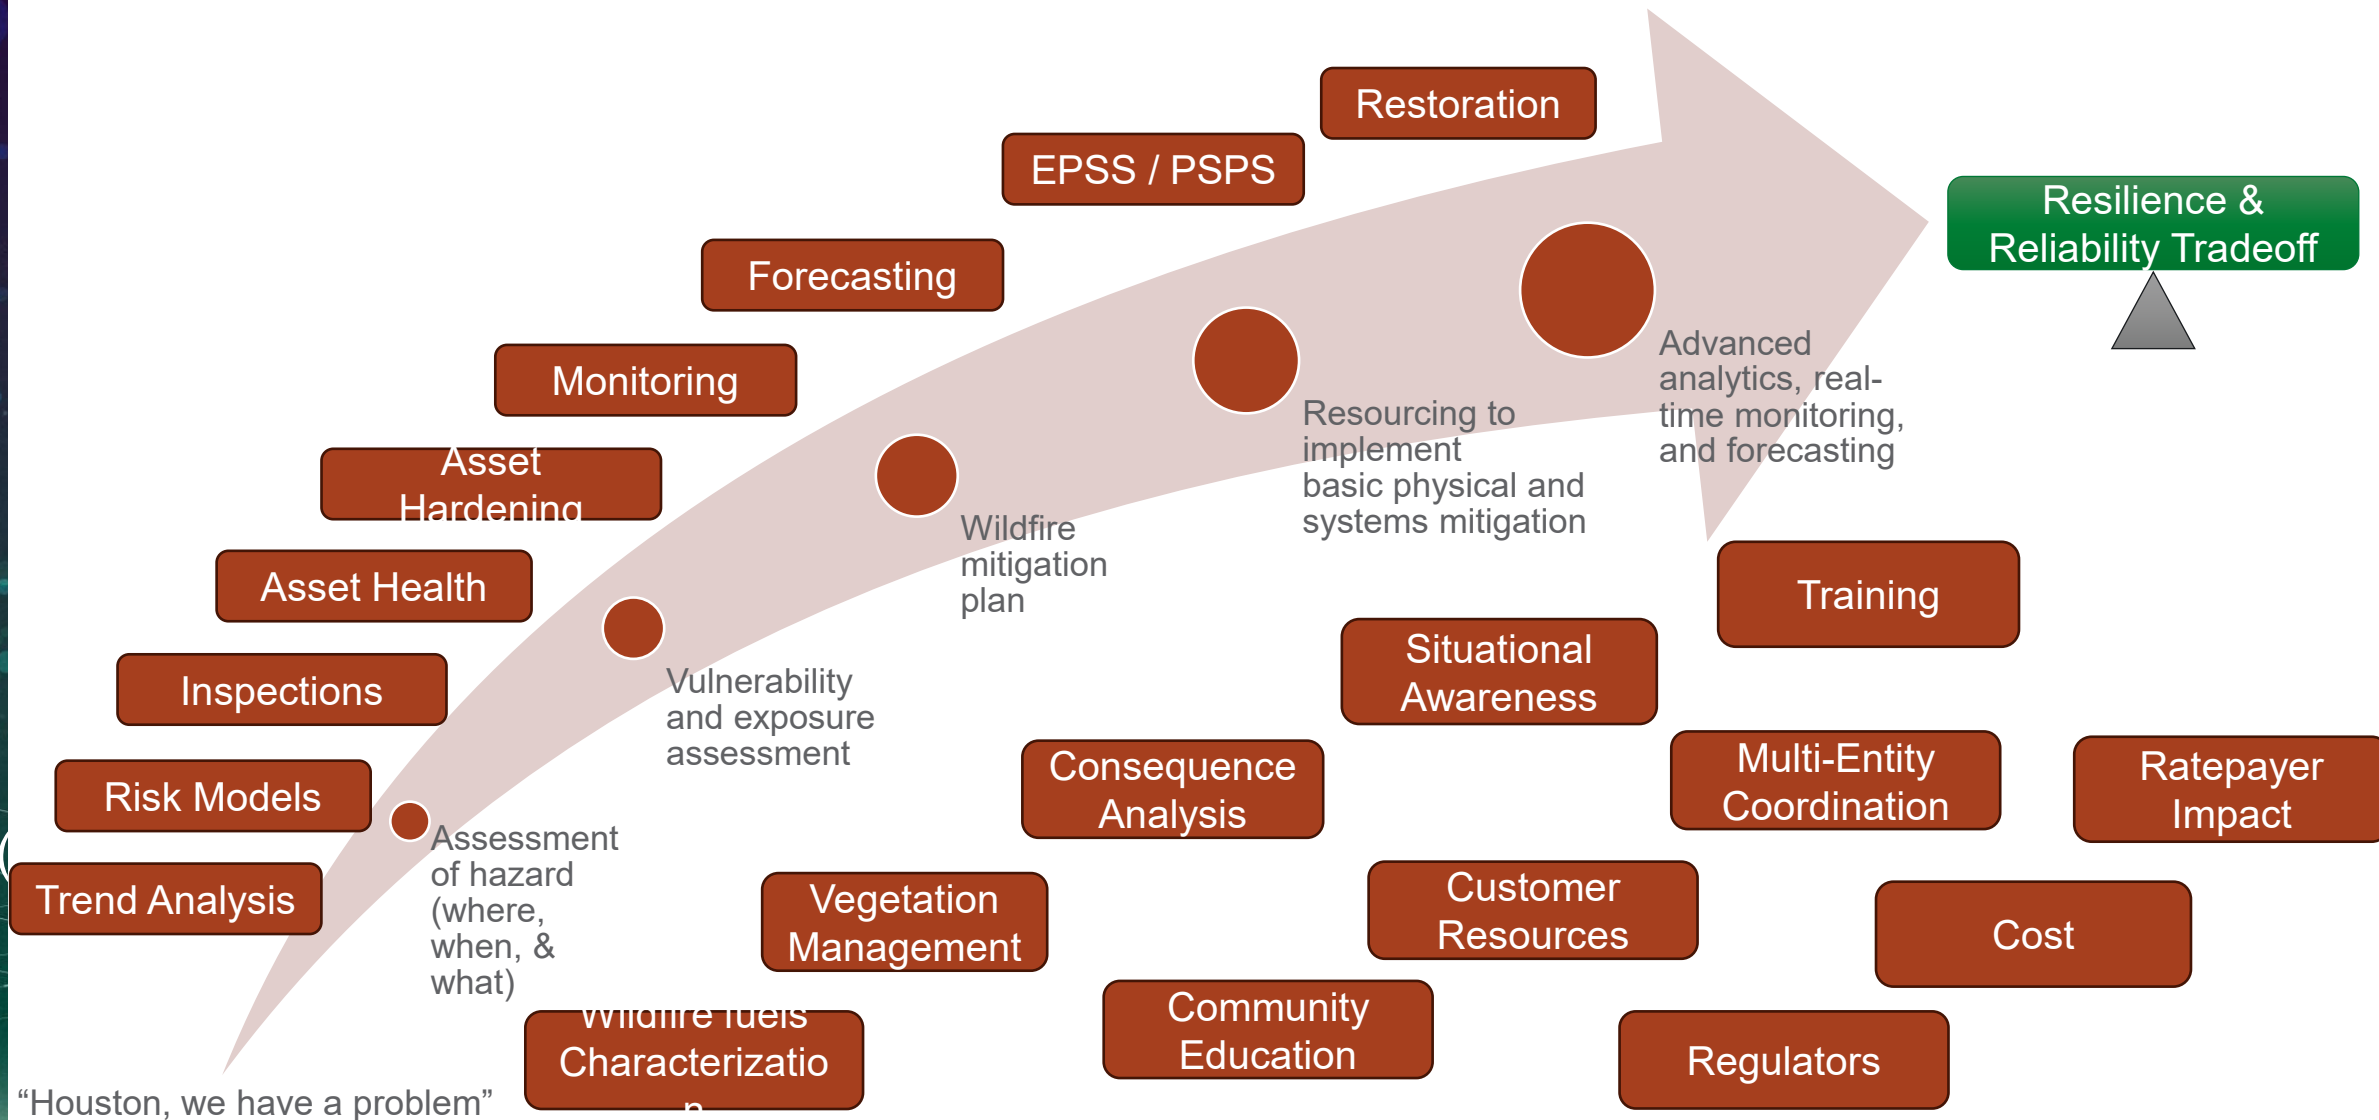 Restoration
EPSS / PSPS
Resilience &
Reliability Tradeoff
Forecasting
Monitoring
Asset
Hardening
Asset Health
Inspections
Risk Models
Trend Analysis
Advanced
analytics, real-
time monitoring,
and forecasting
Resourcing to
implement
basic physical and
systems mitigation
Wildfire
mitigation
plan
Vulnerability
and exposure
assessment
Assessment
of hazard
(where,
when, &
what)
Training
Situational
Awareness
Consequence
Analysis
Multi-Entity
Coordination
Ratepayer
Impact
Vegetation
Management
Customer
Resources
Cost
Wildfire fuels
Characterizatio
n
Community
Education
Regulators
“Houston, we have a problem”